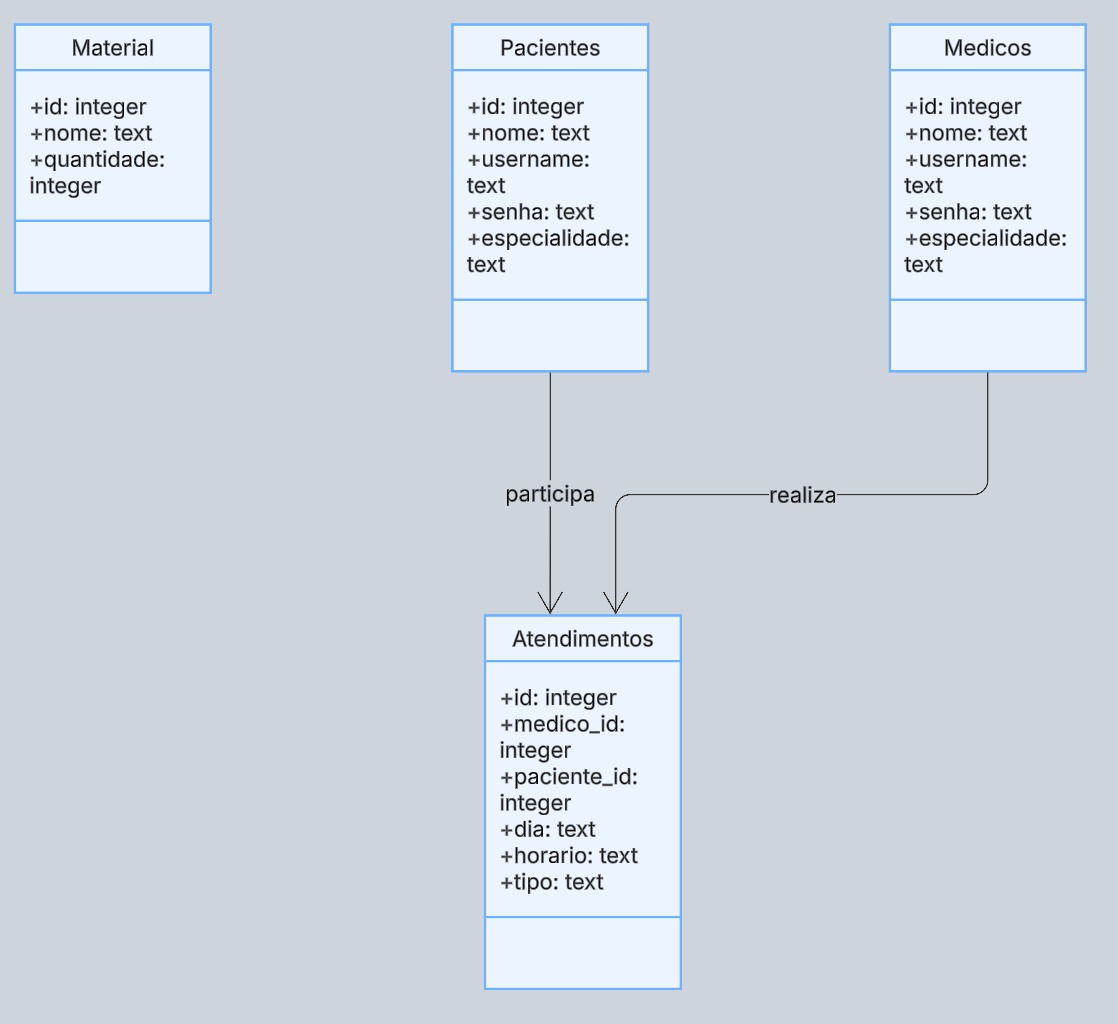 Material
+id: integer
+nome: text
+quantidade:
integer
Pacientes
+id: integer
+nome: text
+username:
text
+senha: text
+especialidade:
text
Medicos
+id: integer
+nome: text
+username:
text
+senha: text
+especialidade:
text
participa
realiza
Atendimentos
+id: integer
+medico_id:
integer
+paciente_id:
integer
+dia: text
+horario: text
+tipo: text